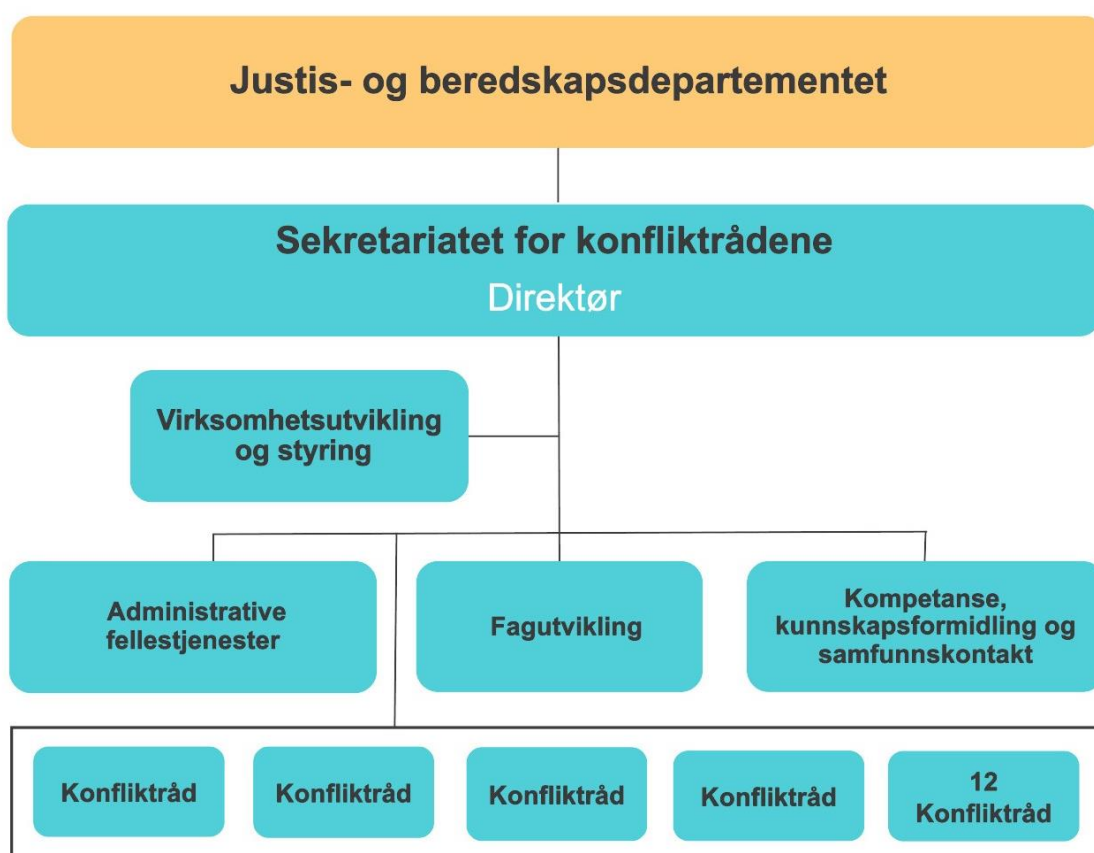 Justis- og beredskapsdepartementet
Sekretariatet for konfliktrådene
Direktør
Virksomhetsutvikling
og styring
Administrative
fellestjenester
Fagutvikling
Kompetanse,
kunnskapsformidling og
samfunnskontakt
Konfliktråd
Konfliktråd
Konfliktråd
Konfliktråd
12
Konfliktråd